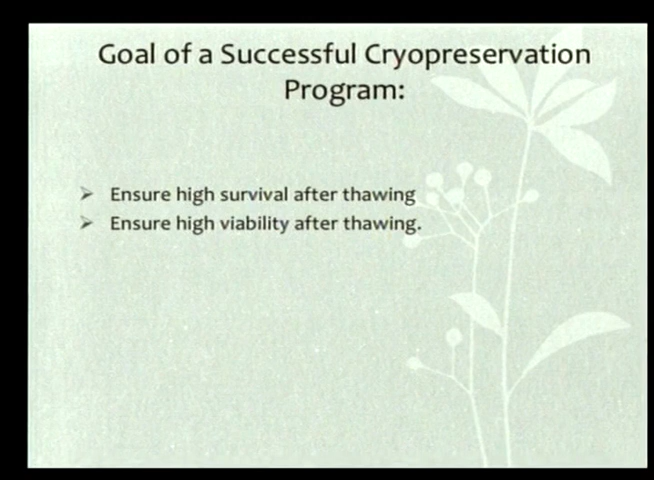 Goal of a Successful Cryopreservation
Program:
Ensure high survival after thawing
Ensure high viability after thawing.